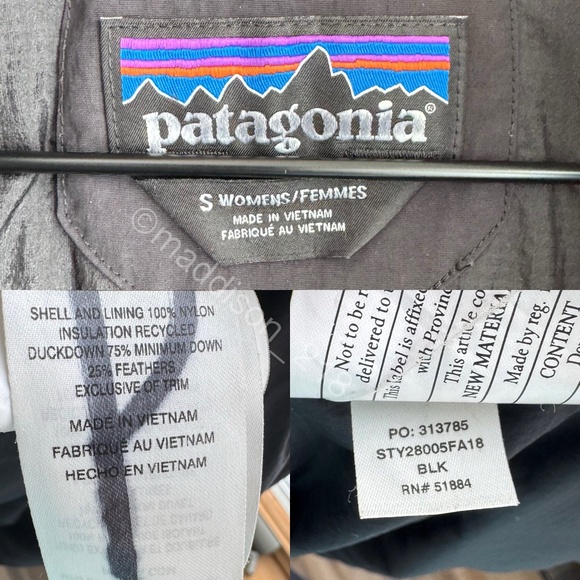 patagonia®
S WOMENS/FEMMES
MADE IN VIETNAM
FABRIQUÉ AU VIETNAM
©maddison_
SHELL AND LINING 100% NYLON
INSULATION RECYCLED
DUCKDOWN 75% MINIMUM DOWN
25% FEATHERS
EXCLUSIVE OF TRIM
MADE IN VIETNAM
FABRIQUÉ AU VIETNAM
HECHO EN VIETNAM
Not to be
delivered to
This label is affixed
with Provin
This article co
NEW MATERIA
Made by reg.
CONTENT
PO: 313785
STY28005FA18
BLK
RN# 51884